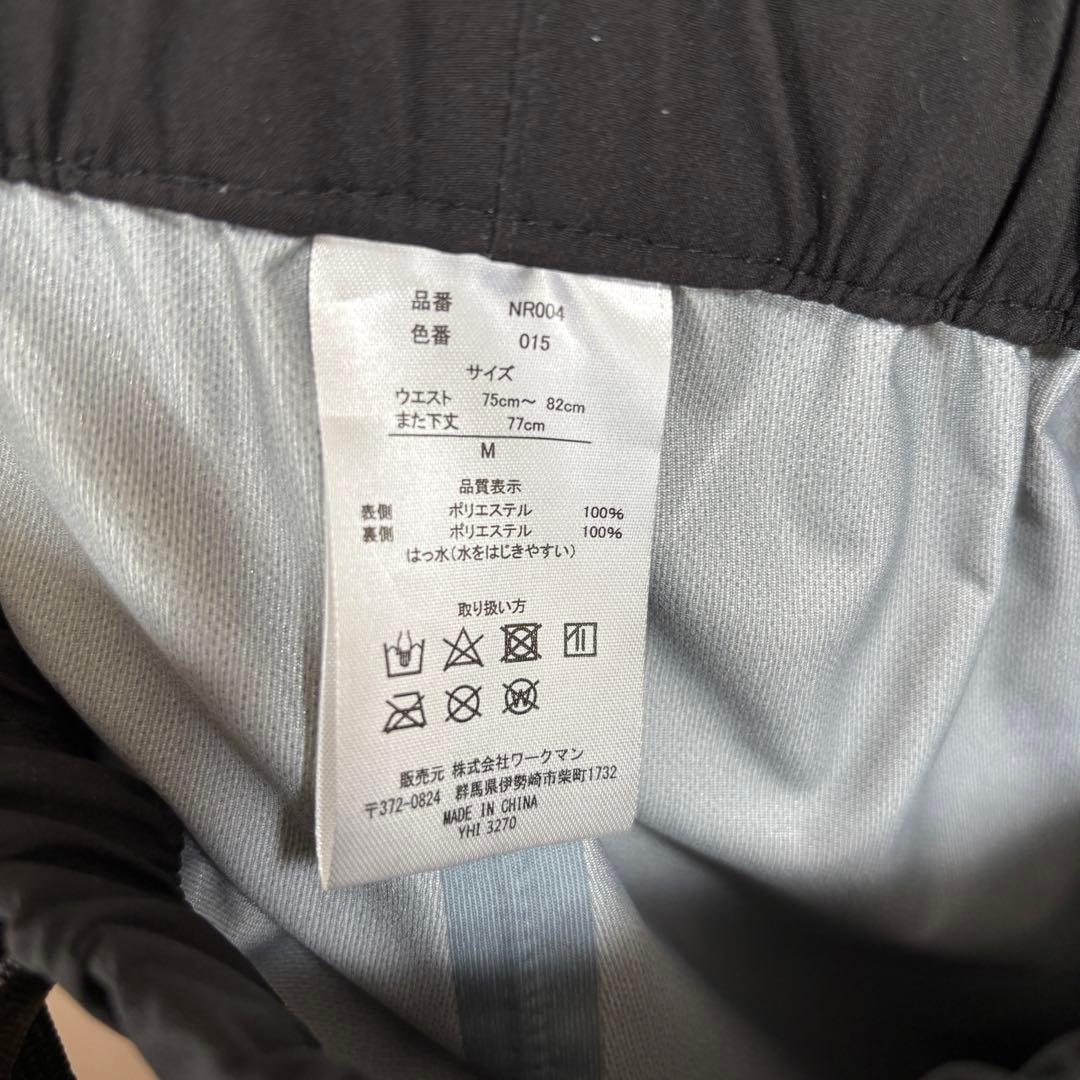 品番 NR004
色番 015
サイズ
ウエスト 75cm～ 82cm
また下丈 77cm
M
品質表示
表側 ポリエステル 100%
裏側 ポリエステル 100%
はっ水(水をはじきやすい)
取り扱い方
W
販売元 株式会社ワークマン
〒372-0824 群馬県伊勢崎市柴町1732
MADE IN CHINA
YHI 3270